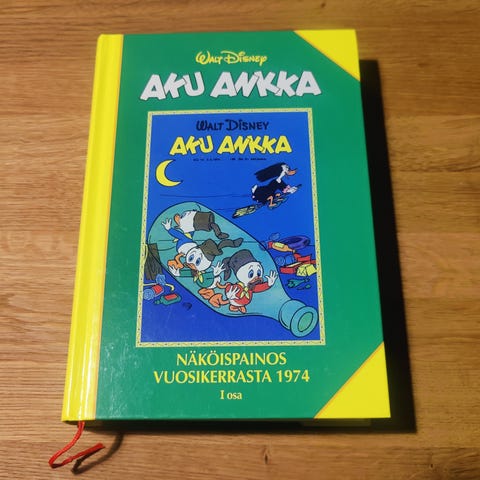 Walt Disney
AKU ANKKA
WALT DISNEY
AKU ANKKA
NÄKÖISPAINOS
VUOSIKERRASTA 1974
I osa